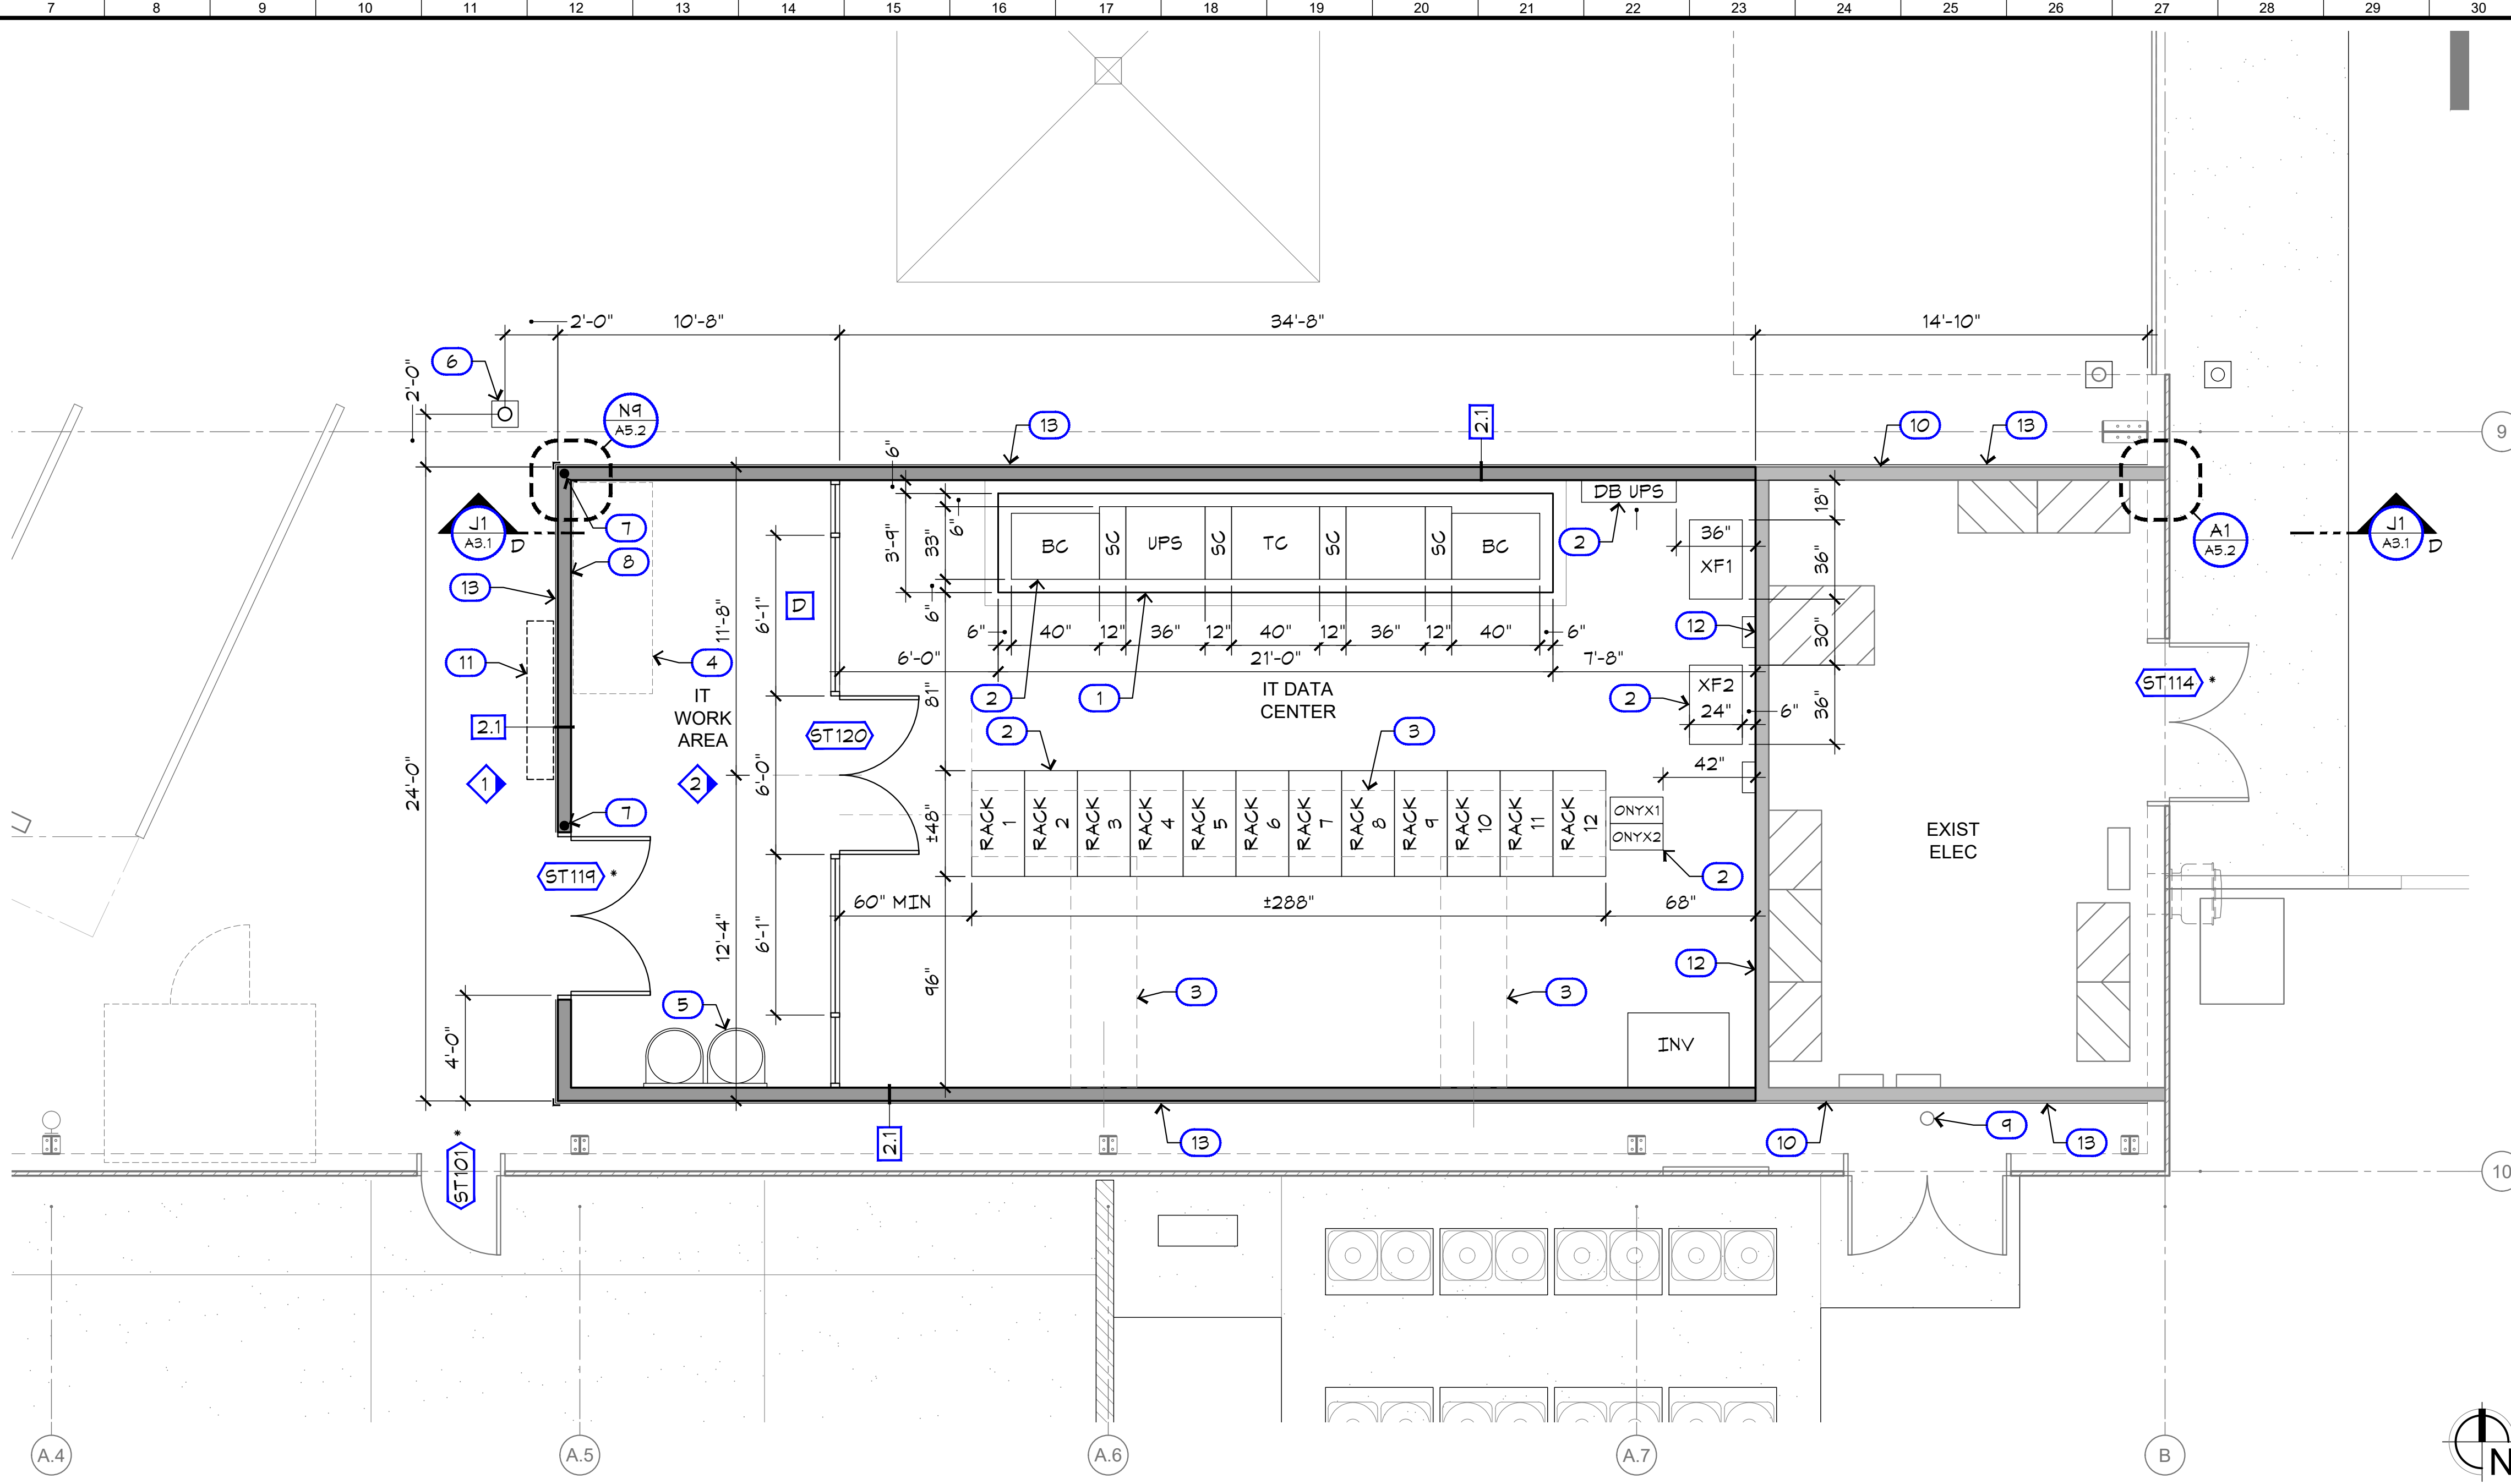 7 8 9 10 11 12 13 14 15 16 17 18 19 20 21 22 23 24 25 26 27 28 29 30
2'-0" 10'-8" 34'-8" 14'-10"
6
2'-0"
N9
A5.2
13
2.1
10
13
9
6"
DB UPS
18"
J1
A3.1
D
7
8
3'-9"
33"
6"
BC
SC
UPS
SC
TC
SC
SC
BC
2
36"
XF1
36"
A1
A5.2
J1
A3.1
D
13
11'-8"
6'-1"
D
6"
6" 40" 12" 36" 12" 40" 12" 36" 12" 40" 6"
12
30"
11
4
6'-0" 21'-0" 7'-8"
IT
WORK
AREA
81"
2
1
IT DATA
CENTER
2
XF2
24"
6"
36"
ST114 *
2.1
ST120
2
3
24'-0"
1
2
6'-0"
42"
7
±48"
RACK
1
RACK
2
RACK
3
RACK
4
RACK
5
RACK
6
RACK
7
RACK
8
RACK
9
RACK
10
RACK
11
RACK
12
ONYX1
ONYX2
EXIST
ELEC
ST119 *
2
60" MIN
±288"
68"
12'-4"
6'-1"
96"
12
5
3
3
4'-0"
INV
2.1
13
10
9
13
*
ST101
10
A.4
A.5
A.6
A.7
B
N